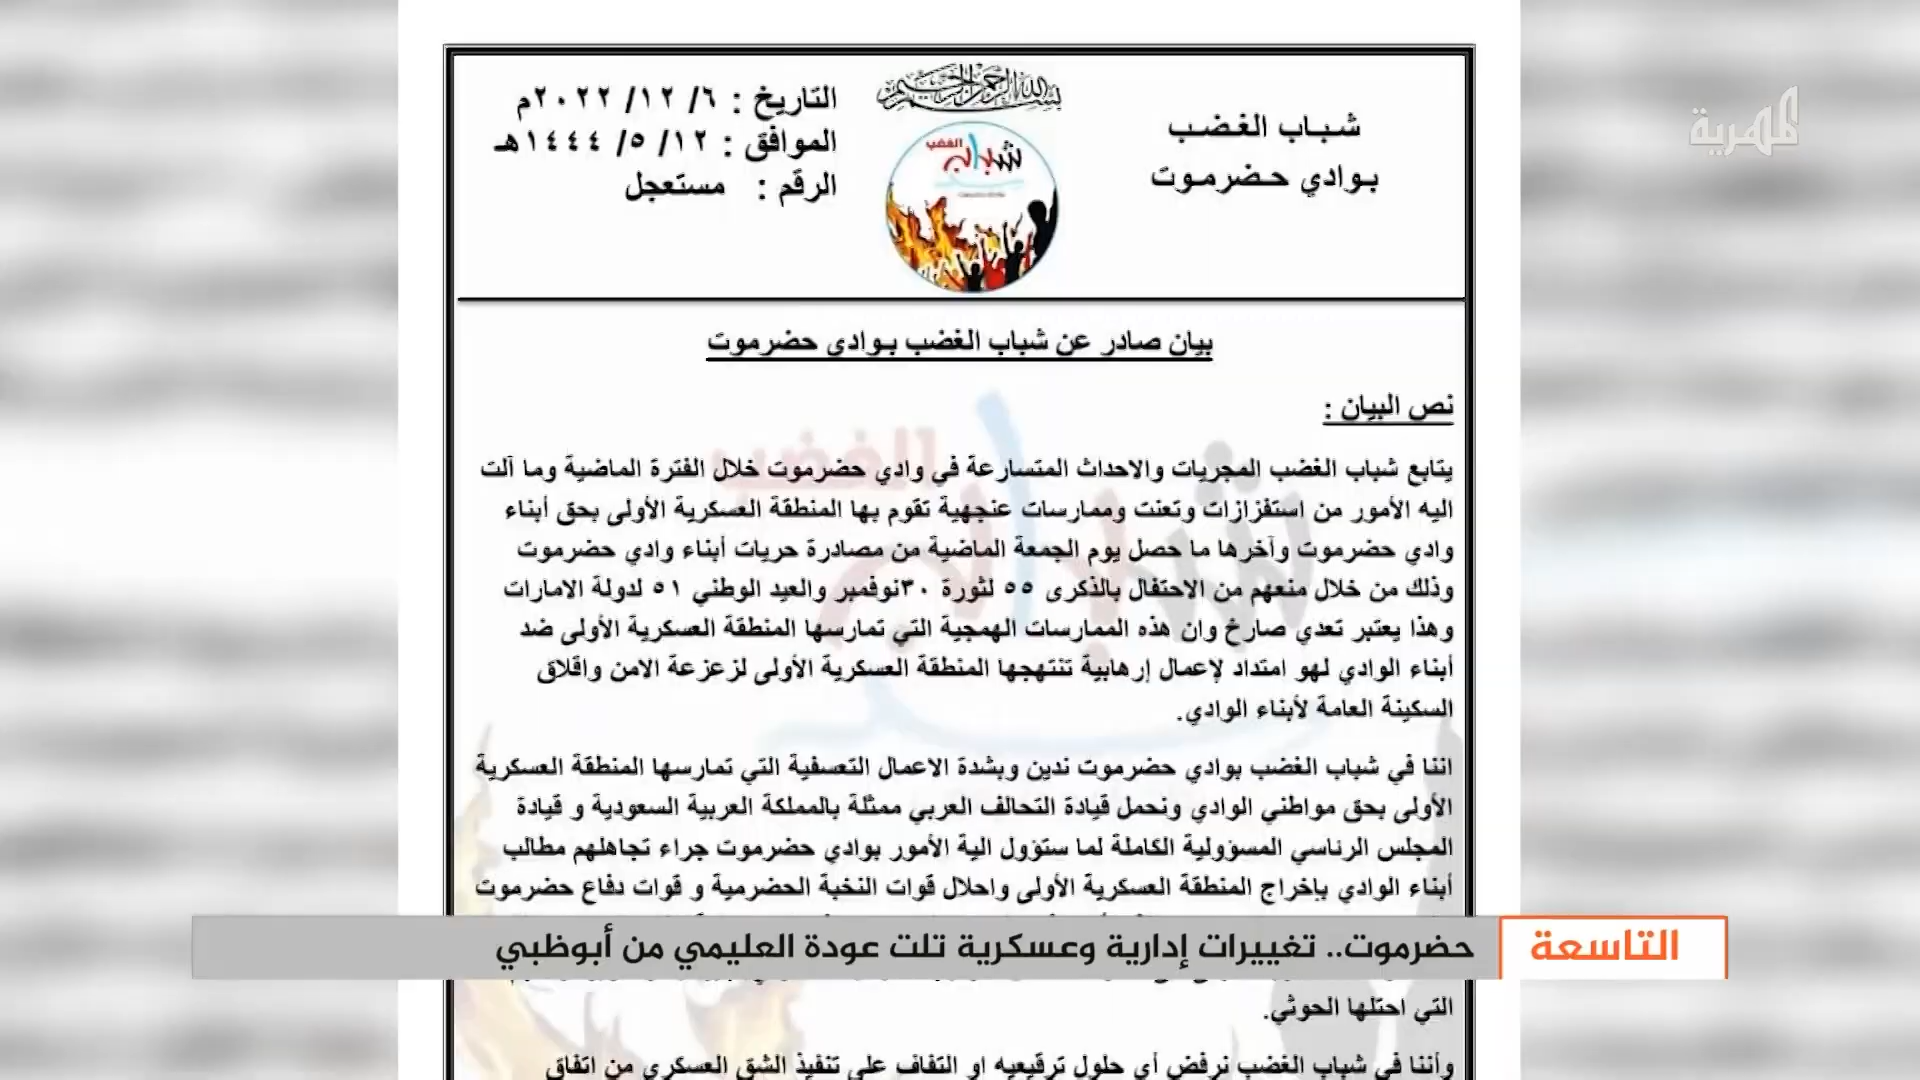 المهرية
بسم الله الرحمن الرحيم
شباب الغضب
بوادي حضرموت
شباب
الغضب
التاريخ : ٦/ ١٢/ ٢٠٢٢م
الموافق : ١٢/ ٥/ ١٤٤٤هـ
الرقم : مستعجل
بيان صادر عن شباب الغضب بوادي حضرموت
نص البيان :
يتابع شباب الغضب المجريات والاحداث المتسارعة في وادي حضرموت خلال الفترة الماضية وما آلت
اليه الأمور من استفزازات وتعنت وممارسات عنجهية تقوم بها المنطقة العسكرية الأولى بحق أبناء
وادي حضرموت وآخرها ما حصل يوم الجمعة الماضية من مصادرة حريات أبناء وادي حضرموت
وذلك من خلال منعهم من الاحتفال بالذكرى ٥٥ لثورة ٣٠نوفمبر والعيد الوطني ٥١ لدولة الامارات
وهذا يعتبر تعدي صارخ وان هذه الممارسات الهمجية التي تمارسها المنطقة العسكرية الأولى ضد
أبناء الوادي لهو امتداد لإعمال إرهابية تنتهجها المنطقة العسكرية الأولى لزعزعة الامن واقلاق
السكينة العامة لأبناء الوادي.
اننا في شباب الغضب بوادي حضرموت ندين وبشدة الاعمال التعسفية التي تمارسها المنطقة العسكرية
الأولى بحق مواطني الوادي ونحمل قيادة التحالف العربي ممثلة بالمملكة العربية السعودية و قيادة
المجلس الرئاسي المسؤولية الكاملة لما ستؤول الية الأمور بوادي حضرموت جراء تجاهلهم مطالب
أبناء الوادي بإخراج المنطقة العسكرية الأولى واحلال قوات النخبة الحضرمية و قوات دفاع حضرموت
التاسعة
حضرموت.. تغييرات إدارية وعسكرية تلت عودة العليمي من أبوظبي
التي احتلها الحوثي.
وأننا في شباب الغضب نرفض أي حلول ترقيعيه او التفاف على تنفيذ الشق العسكري من اتفاق